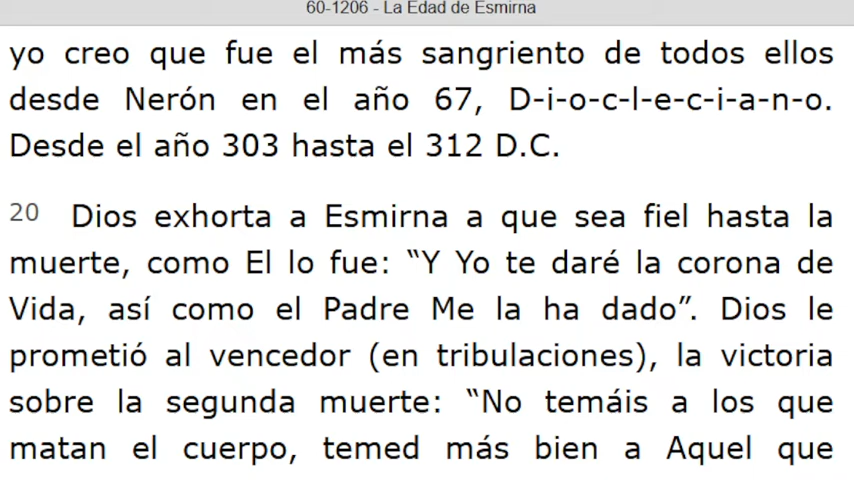 60-1206 - La Edad de Esmirna
yo creo que fue el más sangriento de todos ellos
desde Nerón en el año 67, D-i-o-c-l-e-c-i-a-n-o.
Desde el año 303 hasta el 312 D.C.
20 Dios exhorta a Esmirna a que sea fiel hasta la
muerte, como El lo fue: “Y Yo te daré la corona de
Vida, así como el Padre Me la ha dado”. Dios le
prometió al vencedor (en tribulaciones), la victoria
sobre la segunda muerte: “No temáis a los que
matan el cuerpo, temed más bien a Aquel que